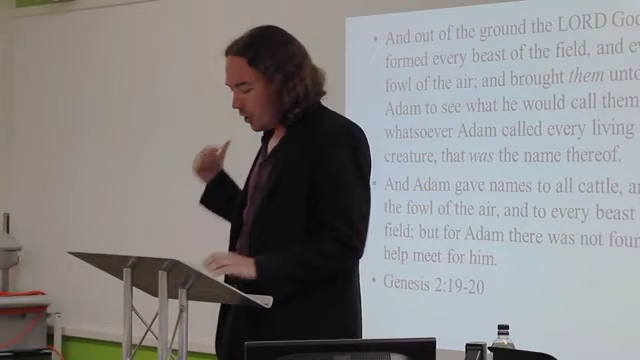 • And out of the ground the LORD God
formed every beast of the field, and
fowl of the air; and brought them unto
Adam to see what he would call them
whatsoever Adam called every living
creature, that was the name thereof.
• And Adam gave names to all cattle,
the fowl of the air, and to every beast
field; but for Adam there was not
help meet for him.
• Genesis 2:19-20